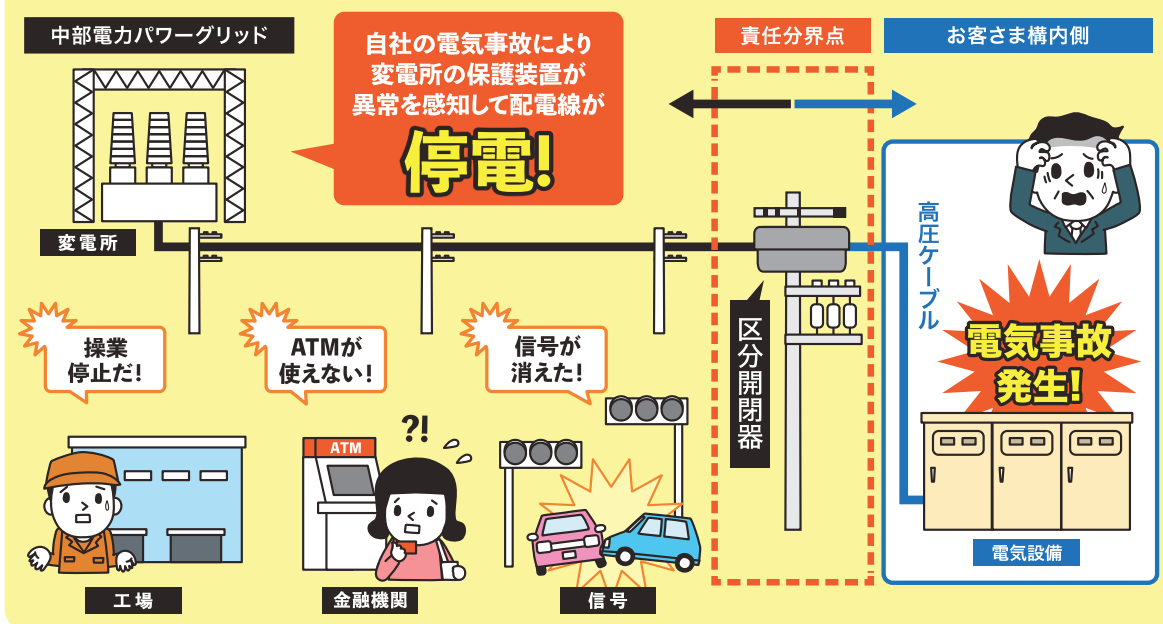 中部電力パワーグリッド
責任分界点
お客さま構内側
自社の電気事故により
変電所の保護装置が
異常を感知して配電線が
停電!
変電所
高圧ケーブル
区分開閉器
電気事故
発生!
電気設備
操業
停止だ!
ATMが
使えない!
信号が
消えた!
ATM
?!
工場
金融機関
信号